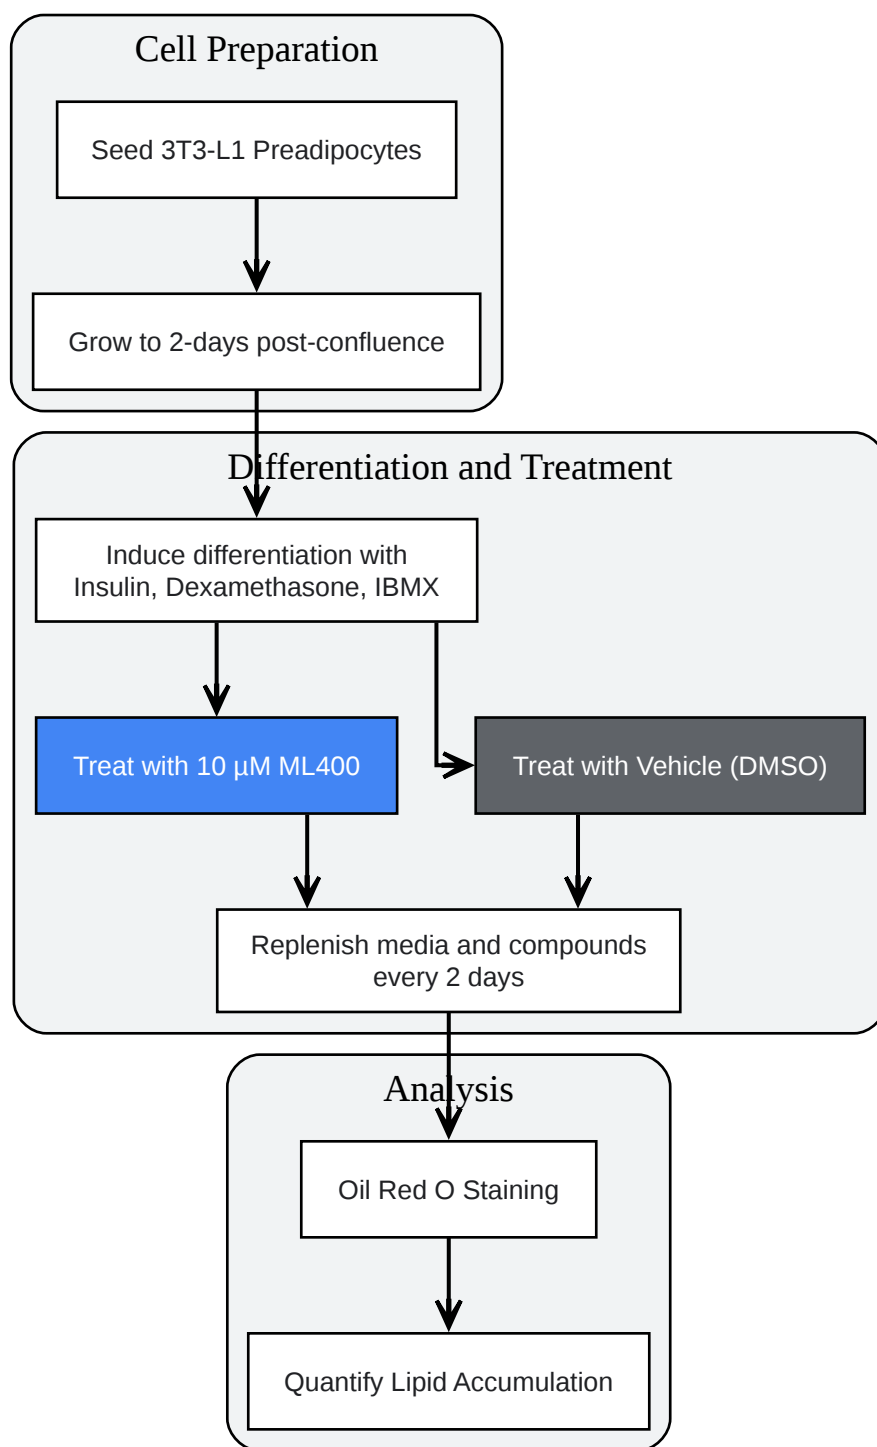 Cell Preparation
Seed 3T3-L1 Preadipocytes
Grow to 2-days post-confluence
Differentiation and Treatment
Induce differentiation with
Insulin, Dexamethasone, IBMX
Treat with 10 µM ML400
Treat with Vehicle (DMSO)
Replenish media and compounds
every 2 days
Analysis
Oil Red O Staining
Quantify Lipid Accumulation